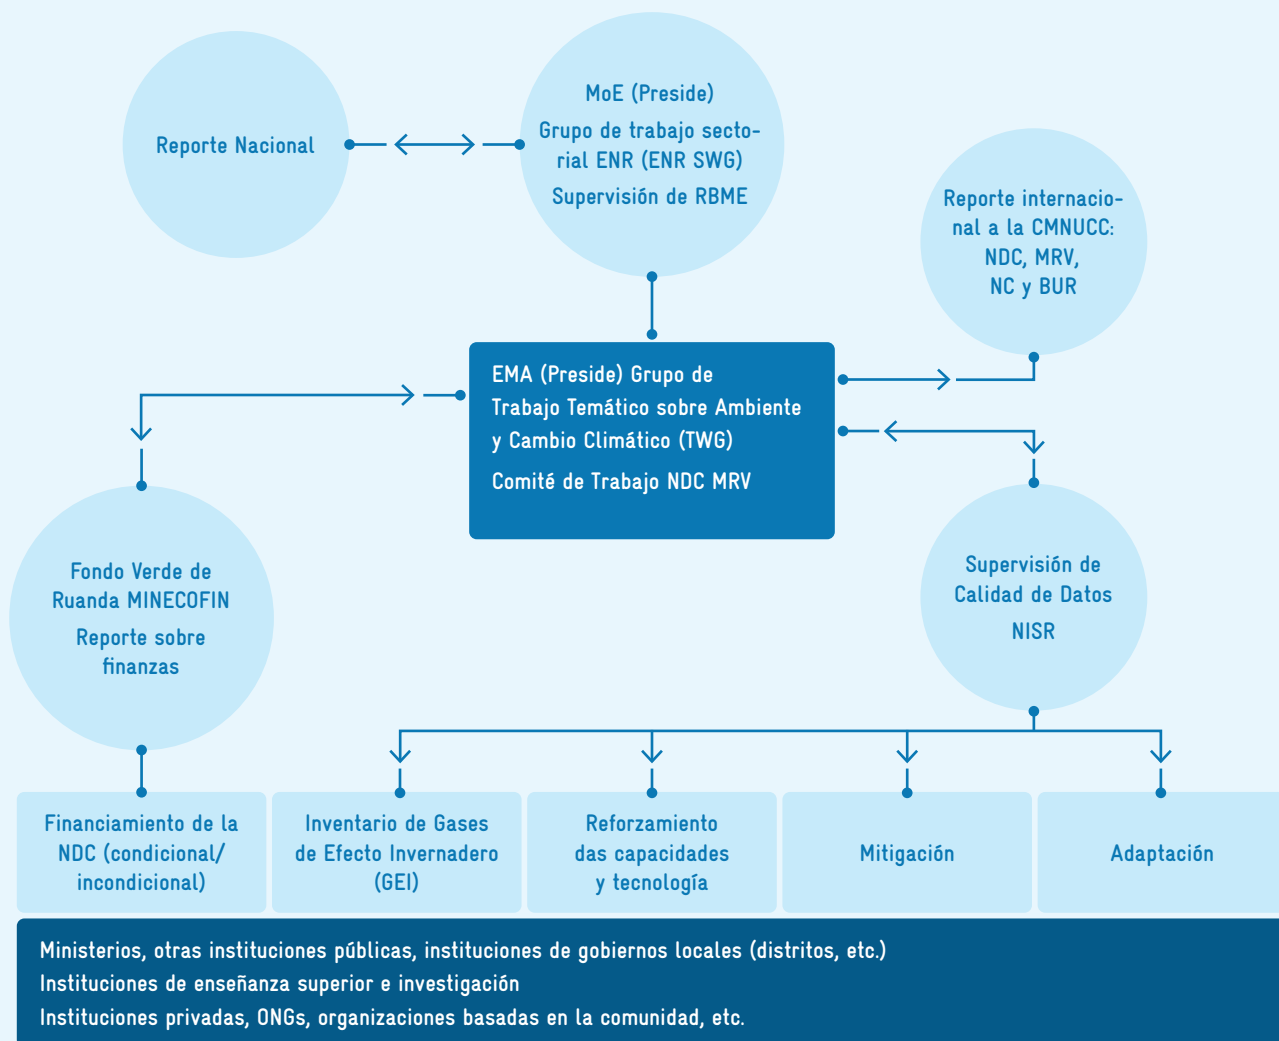 Reporte Nacional
MoE (Preside)
Grupo de trabajo secto-
rial ENR (ENR SWG)
Supervisión de RBME
Reporte internacio-
nal a la CMNUCC:
NDC, MRV,
NC y BUR
EMA (Preside) Grupo de
Trabajo Temático sobre Ambiente
y Cambio Climático (TWG)
Comité de Trabajo NDC MRV
Fondo Verde de
Ruanda MINECOFIN
Reporte sobre
finanzas
Supervisión de
Calidad de Datos
NISR
Financiamiento de la
NDC (condicional/
incondicional)
Inventario de Gases
de Efecto Invernadero
(GEI)
Reforzamiento
das capacidades
y tecnología
Mitigación
Adaptación
Ministerios, otras instituciones públicas, instituciones de gobiernos locales (distritos, etc.)
Instituciones de enseñanza superior e investigación
Instituciones privadas, ONGs, organizaciones basadas en la comunidad, etc.